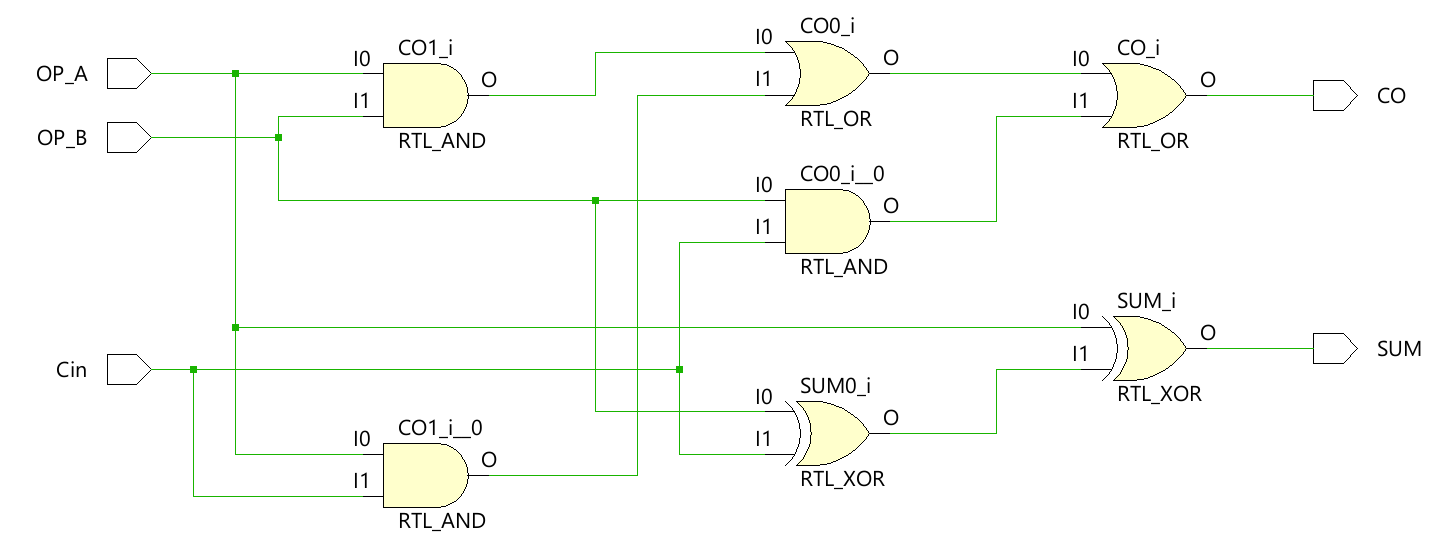 CO0_i
CO1_i
I0
CO_i
I0
O
I0
OP_A
O
O
I1
CO
I1
I1
RTL_OR
OP_B
RTL_AND
RTL_OR
CO0_i__0
I0
O
I1
RTL_AND
SUM_i
I0
O
SUM
I1
Cin
SUM0_i
RTL_XOR
I0
O
CO1_i__0
I0
I1
O
I1
RTL_XOR
RTL_AND